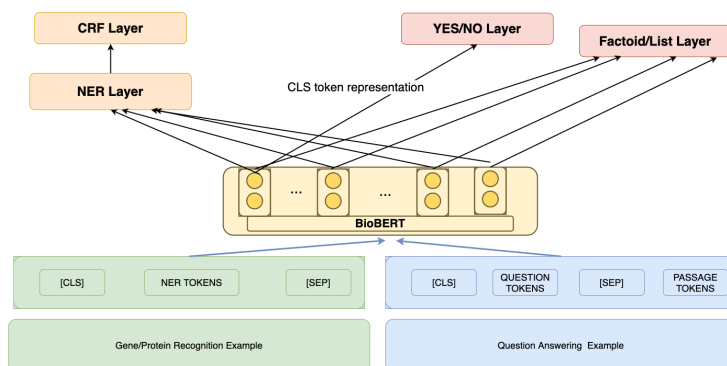 CRF Layer
YES/NO Layer
Factoid/List Layer
NER Layer
CLS token representation
...
...
BioBERT
[CLS]
NER TOKENS
[SEP]
[CLS]
QUESTION
TOKENS
[SEP]
PASSAGE
TOKENS
Gene/Protein Recognition Example
Question Answering Example